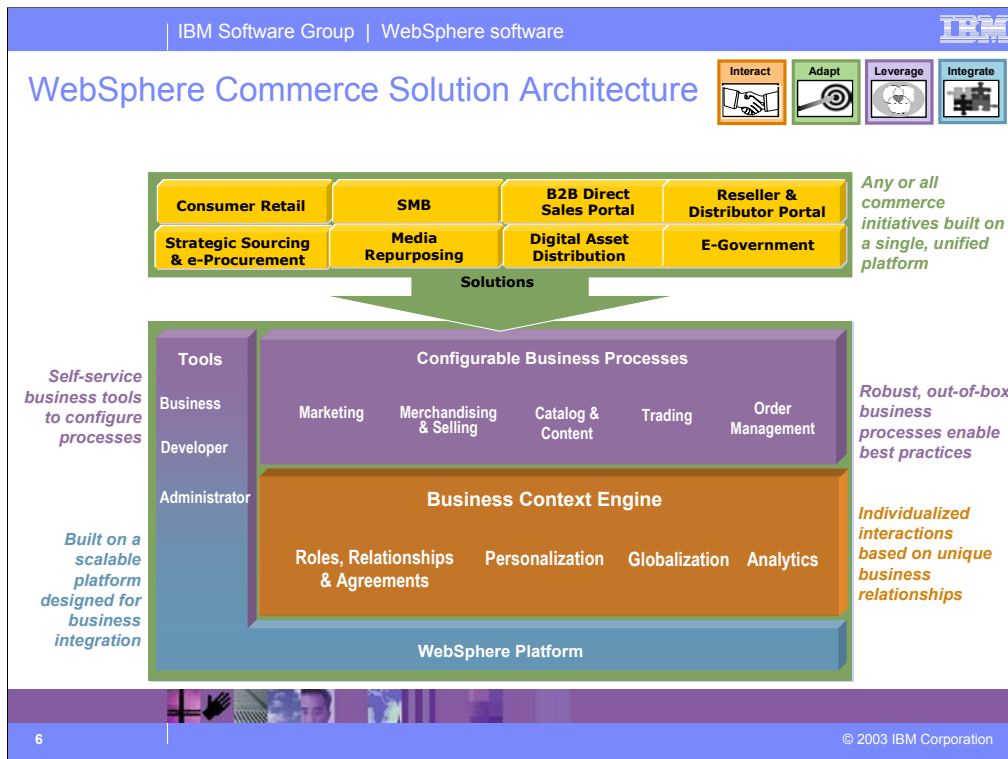 IBM Software Group | WebSphere software
IBM
WebSphere Commerce Solution Architecture
Interact
Adapt
Leverage
Integrate
Consumer Retail
SMB
B2B Direct
Sales Portal
Reseller &
Distributor Portal
Strategic Sourcing
& e-Procurement
Media
Repurposing
Digital Asset
Distribution
E-Government
Any or all
commerce
initiatives built on
a single, unified
platform
Solutions
Self-service
business tools
to configure
processes
Tools
Business
Developer
Administrator
Configurable Business Processes
Marketing
Merchandising
& Selling
Catalog &
Content
Trading
Order
Management
Robust, out-of-box
business
processes enable
best practices
Business Context Engine
Roles, Relationships
& Agreements
Personalization
Globalization
Analytics
Individualized
interactions
based on unique
business
relationships
Built on a
scalable
platform
designed for
business
integration
WebSphere Platform
6
© 2003 IBM Corporation